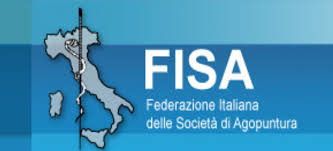 FISA
Federazione Italiana
delle Società di Agopuntura